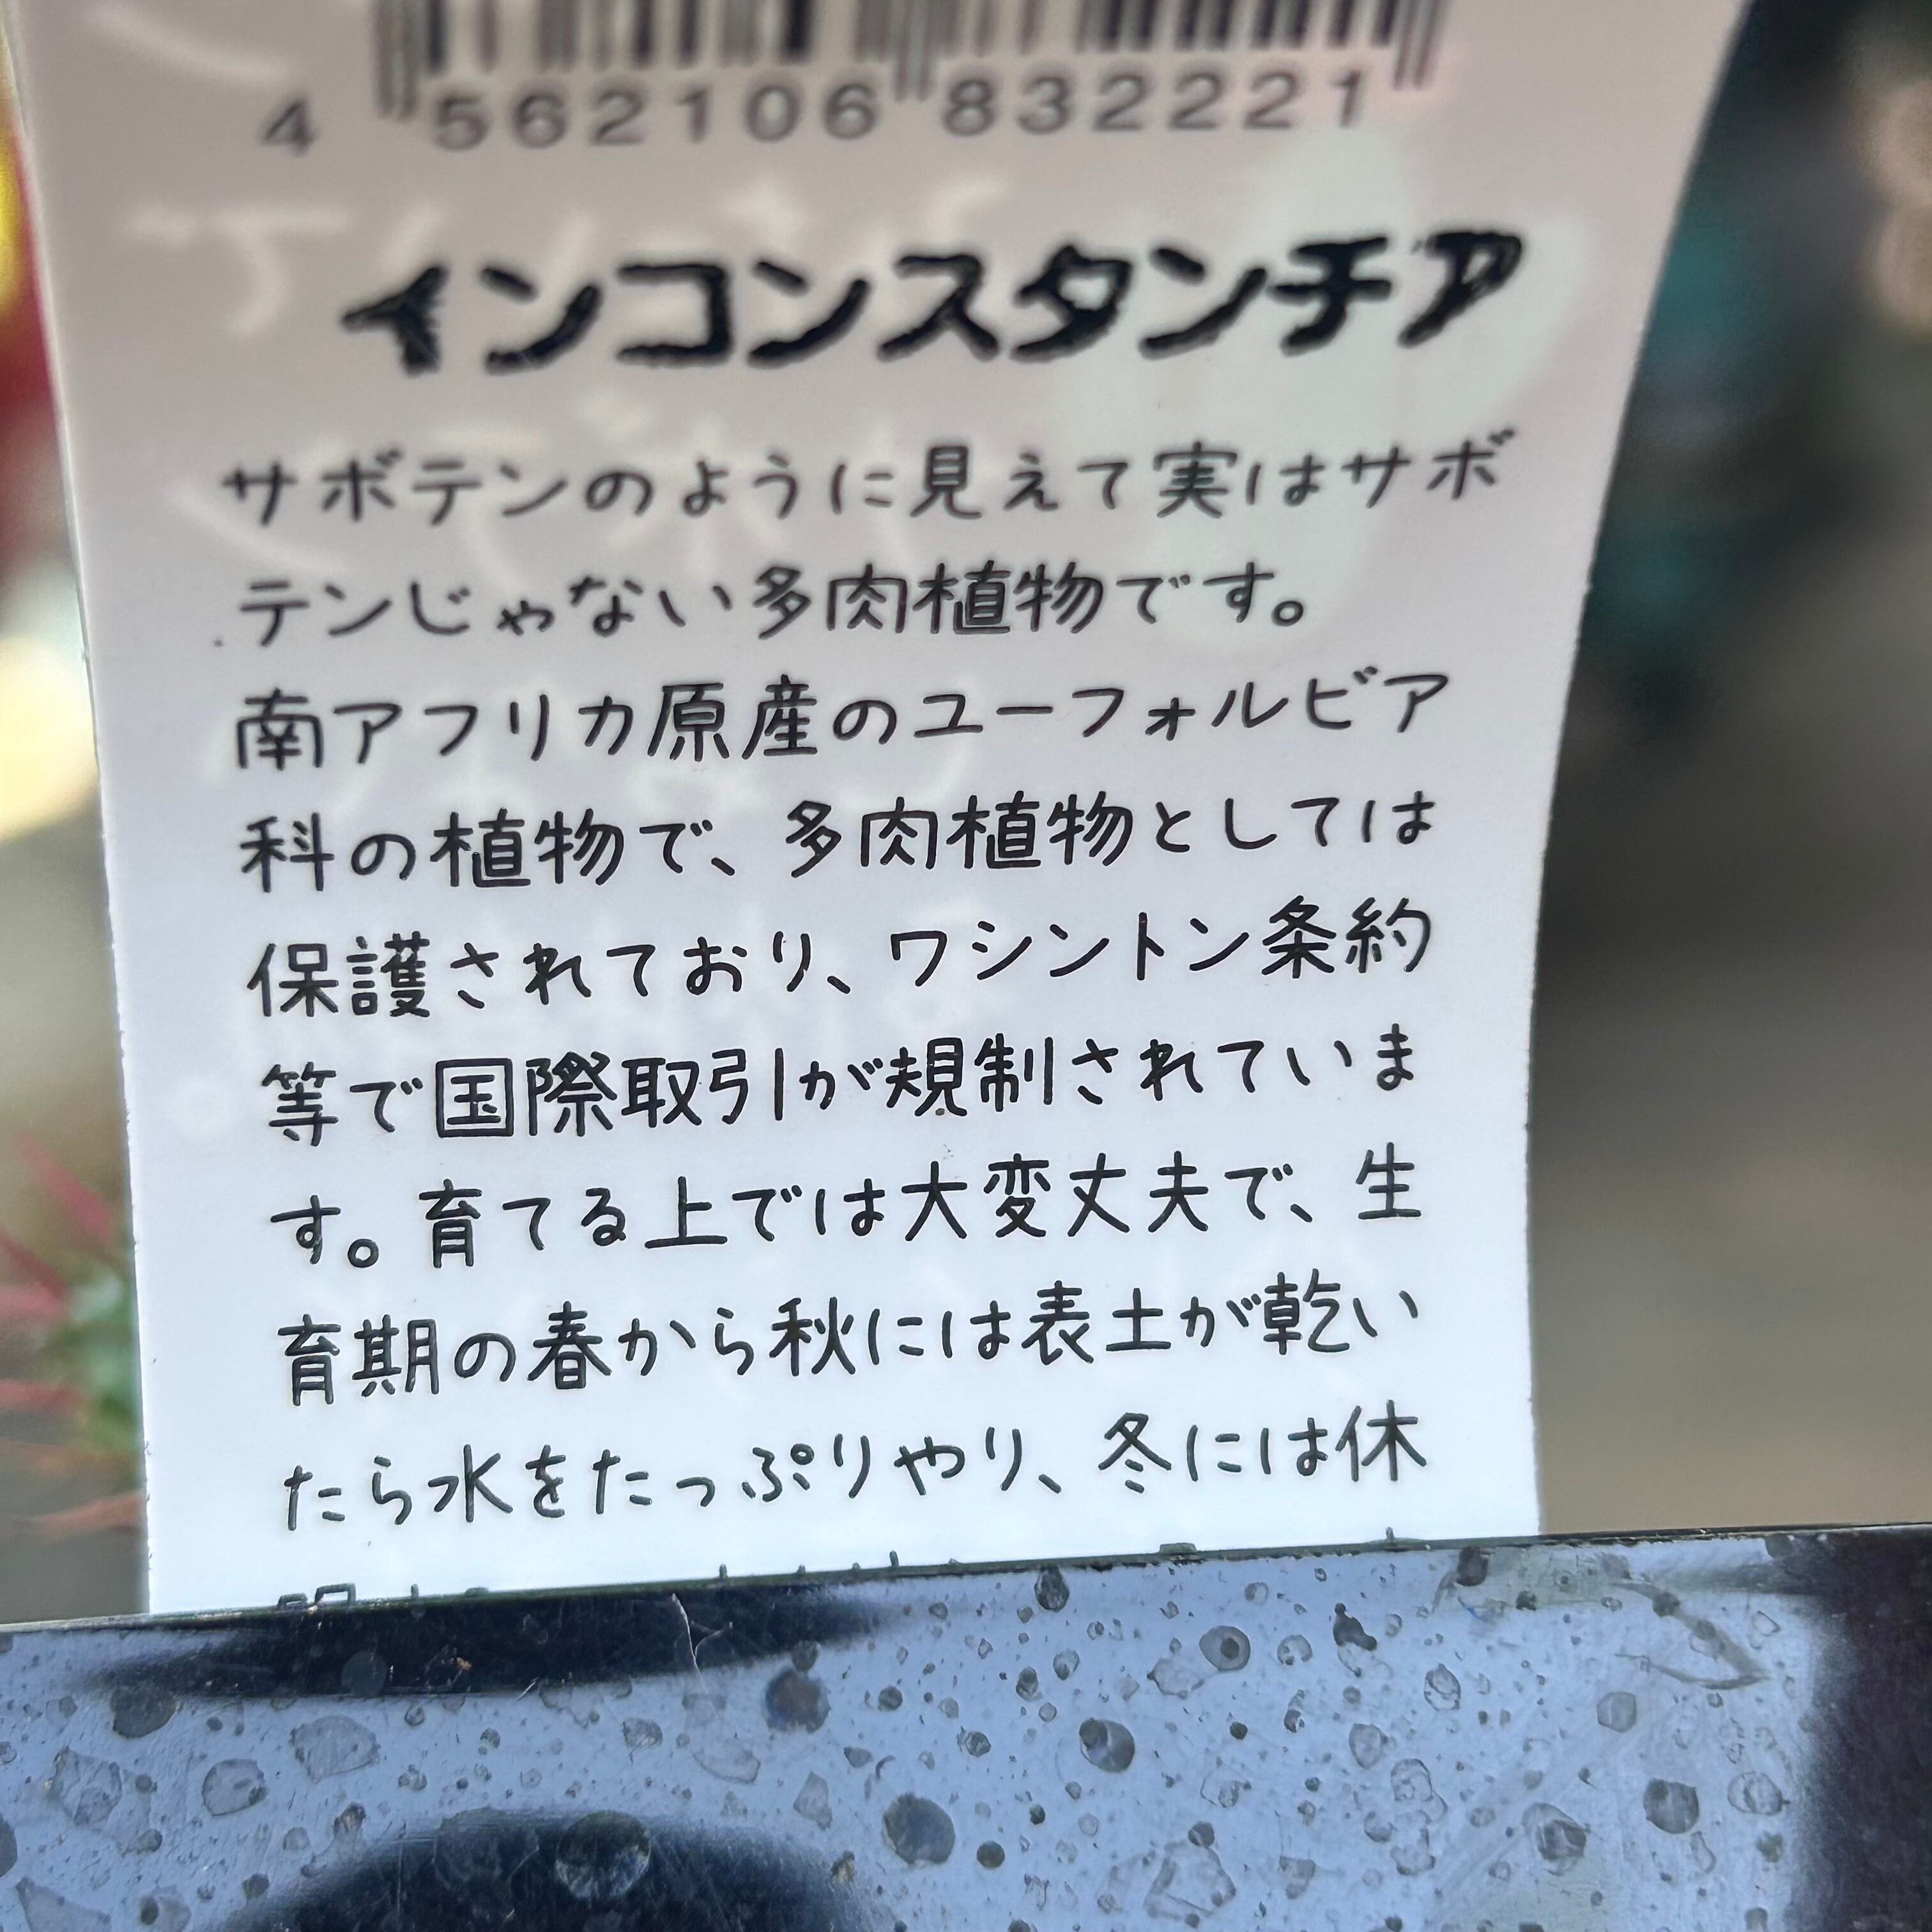 4 562106 832221
インコンスタンチア
サボテンのように見えて実はサボ
テンじゃない多肉植物です。
南アフリカ原産のユーフォルビア
科の植物で、多肉植物としては
保護されており、ワシントン条約
等で国際取引が規制されていま
す。育てる上では大変丈夫で、生
育期の春から秋には表土が乾い
たら水をたっぷりやり、冬には休